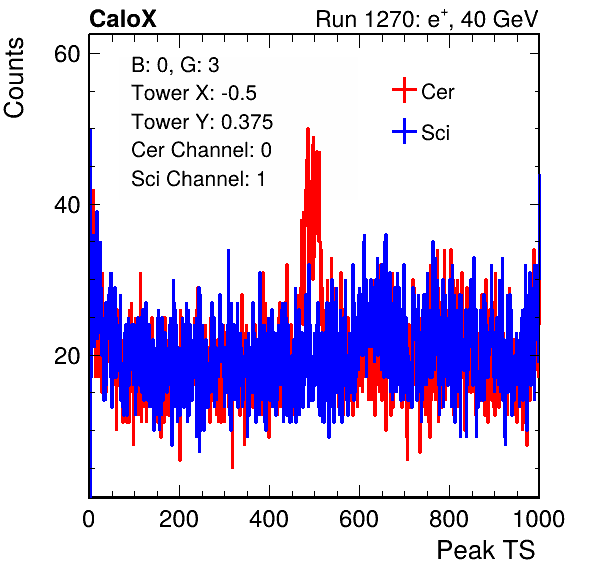 CaloX Run 1270: e+, 40 GeV
Counts
60
40
20
B: 0, G: 3
Tower X: -0.5
Tower Y: 0.375
Cer Channel: 0
Sci Channel: 1
Cer
Sci
0 200 400 600 800 1000
Peak TS